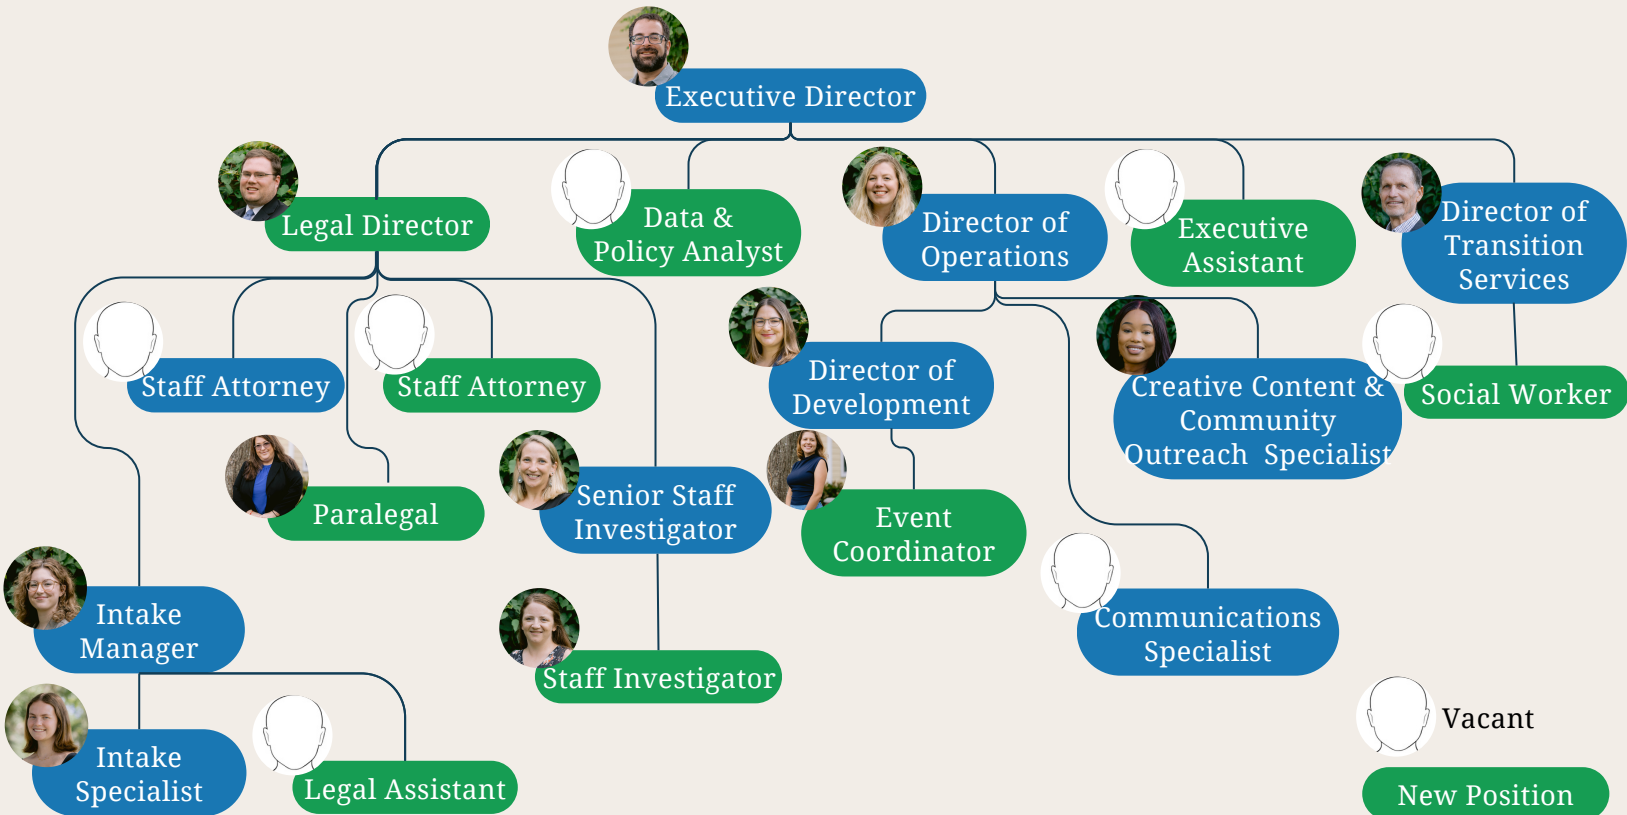 Executive Director
Legal Director
Data &
Policy Analyst
Director of
Operations
Executive
Assistant
Director of
Transition
Services
Staff Attorney
Staff Attorney
Director of
Development
Creative Content &
Community
Outreach Specialist
Social Worker
Paralegal
Senior Staff
Investigator
Event
Coordinator
Intake
Manager
Staff Investigator
Communications
Specialist
Intake
Specialist
Legal Assistant
Vacant
New Position